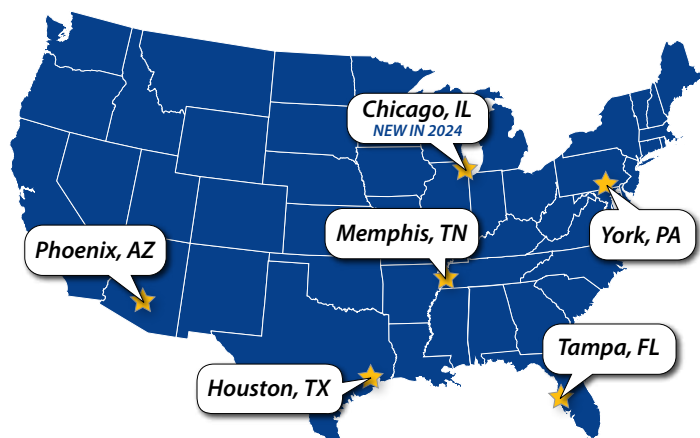 Chicago, IL
NEW IN 2024
Memphis, TN
York, PA
Phoenix, AZ
Tampa, FL
Houston, TX